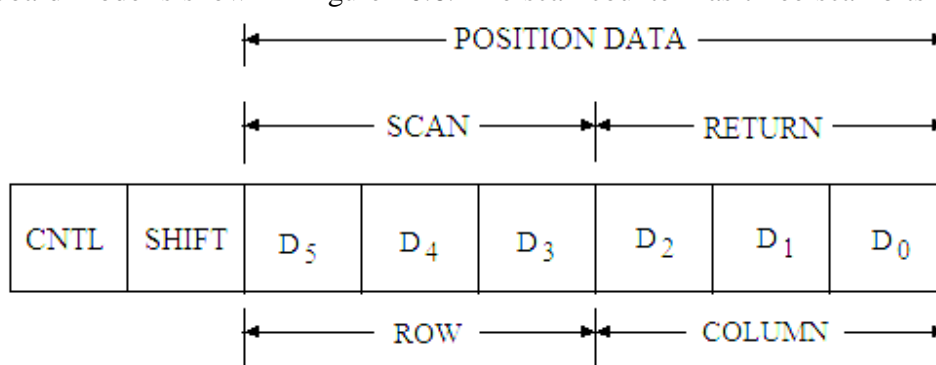 POSITION DATA
SCAN RETURN
CNTL SHIFT D5 D4 D3 D2 D1 D0
ROW COLUMN